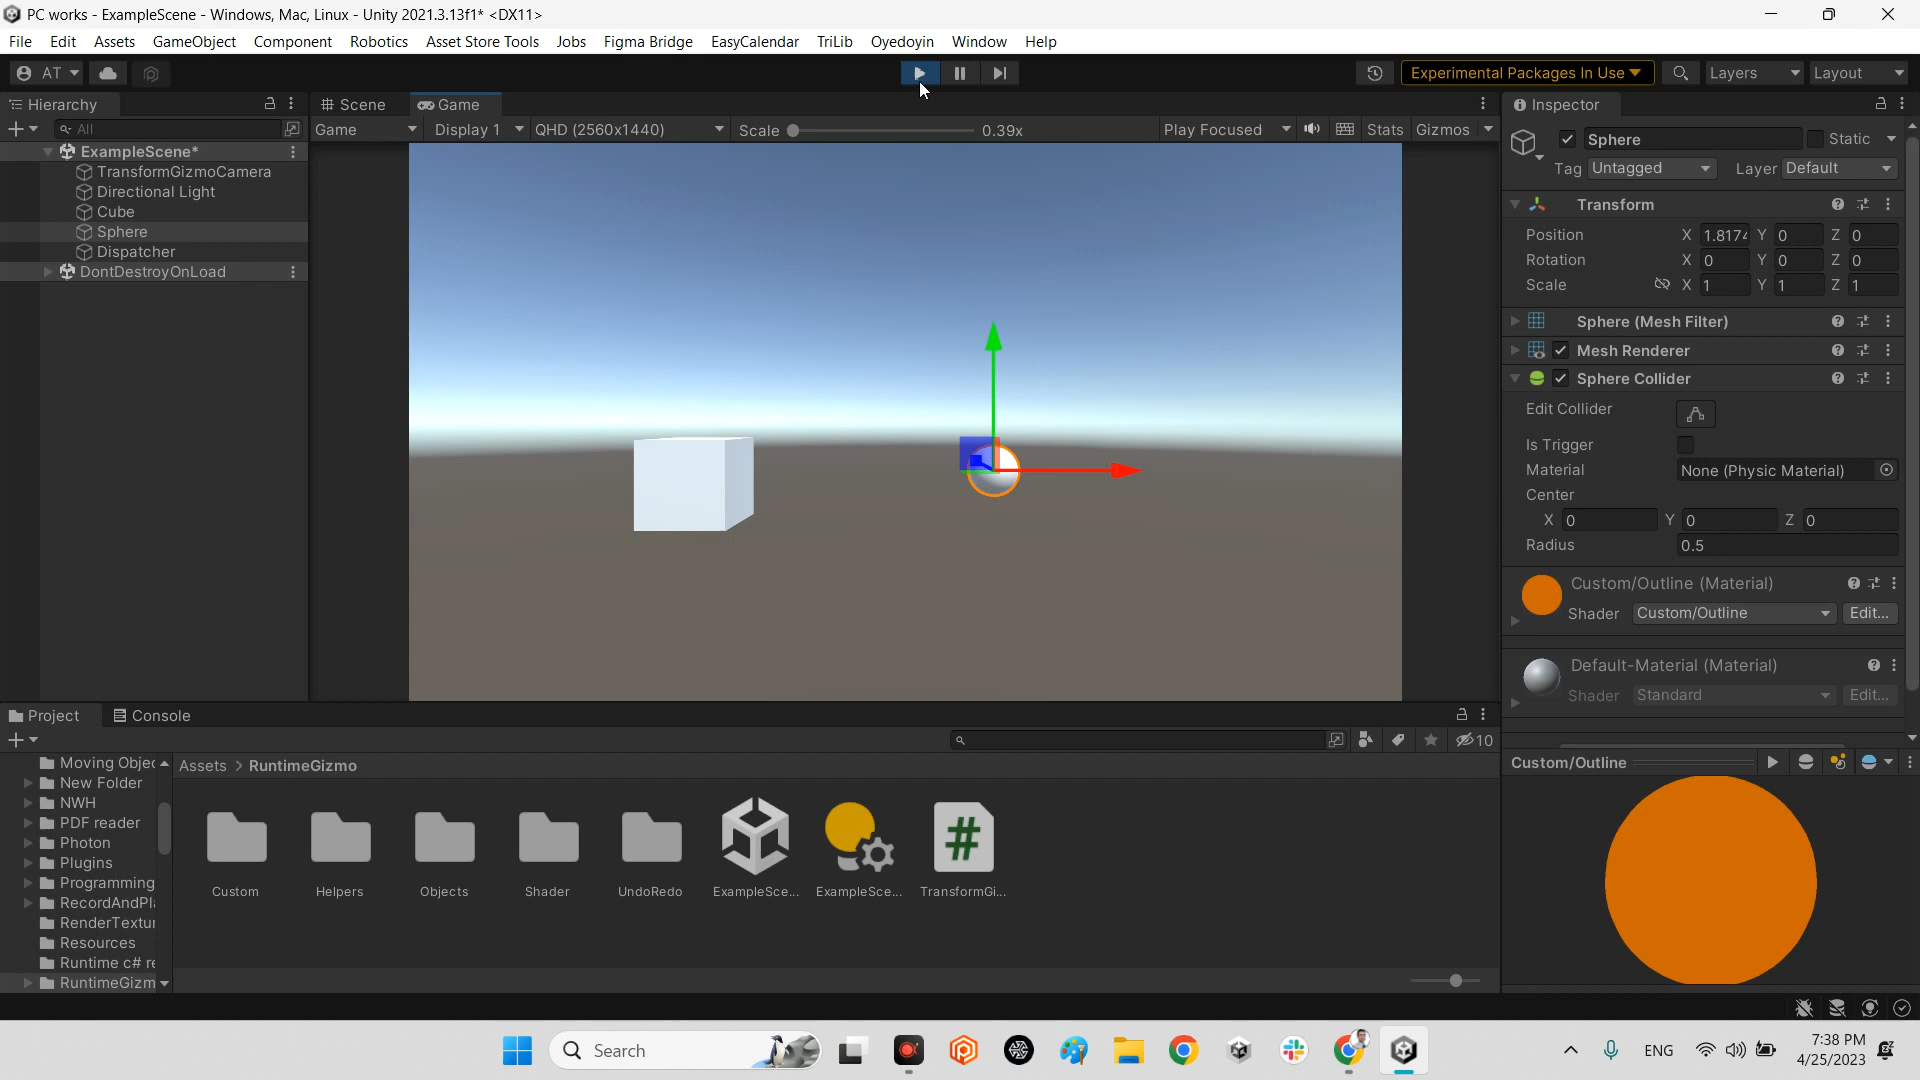 PC works - ExampleScene - Windows, Mac, Linux - Unity 2021.3.13f1* <DX11>
File Edit Assets GameObject Component Robotics Asset Store Tools Jobs Figma Bridge EasyCalendar TriLib Oyedoyin Window Help
AT Experimental Packages In Use Layers Layout
Hierarchy Scene Game Inspector
All Game Display 1 QHD (2560x1440) Scale 0.39x Play Focused Stats Gizmos
Sphere Static
Tag Untagged Layer Default
ExampleScene*
TransformGizmoCamera
Directional Light
Cube
Sphere
Dispatcher
DontDestroyOnLoad
Transform
Position X 1.8174 Y 0 Z 0
Rotation X 0 Y 0 Z 0
Scale X 1 Y 1 Z 1
Sphere (Mesh Filter)
Mesh Renderer
Sphere Collider
Edit Collider
Is Trigger
Material None (Physic Material)
Center
X 0 Y 0 Z 0
Radius 0.5
Custom/Outline (Material)
Shader Custom/Outline Edit...
Default-Material (Material)
Shader Standard Edit...
Custom/Outline
Project Console
10
Moving Objec
New Folder
NWH
PDF reader
Photon
Plugins
Programming
RecordAndPl
RenderTextur
Resources
Runtime c# re
RuntimeGizm
Assets > RuntimeGizmo
Custom Helpers Objects Shader UndoRedo ExampleSce... ExampleSce... TransformGi...
#
Search
ENG
7:38 PM
4/25/2023